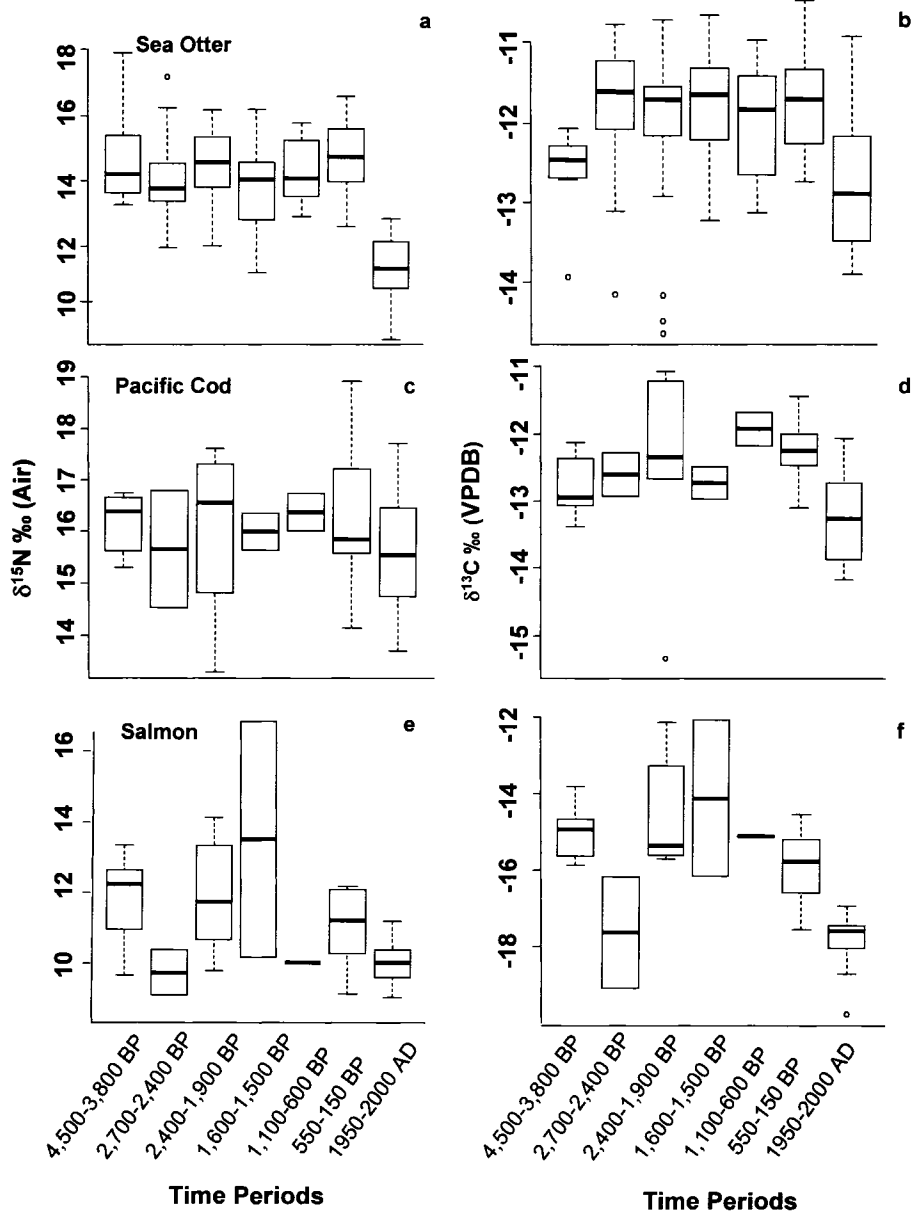 a
Sea Otter
18
16
14
12
10
b
-11
-12
-13
-14
Pacific Cod
c
19
18
17
16
15
14
δ15N ‰ (Air)
d
-11
-12
-13
-14
-15
δ13C ‰ (VPDB)
Salmon
e
16
14
12
10
f
-12
-14
-16
-18
4,500-3,800 BP
2,700-2,400 BP
2,400-1,900 BP
1,600-1,500 BP
1,100-600 BP
550-150 BP
1950-2000 AD
Time Periods
4,500-3,800 BP
2,700-2,400 BP
2,400-1,900 BP
1,600-1,500 BP
1,100-600 BP
550-150 BP
1950-2000 AD
Time Periods